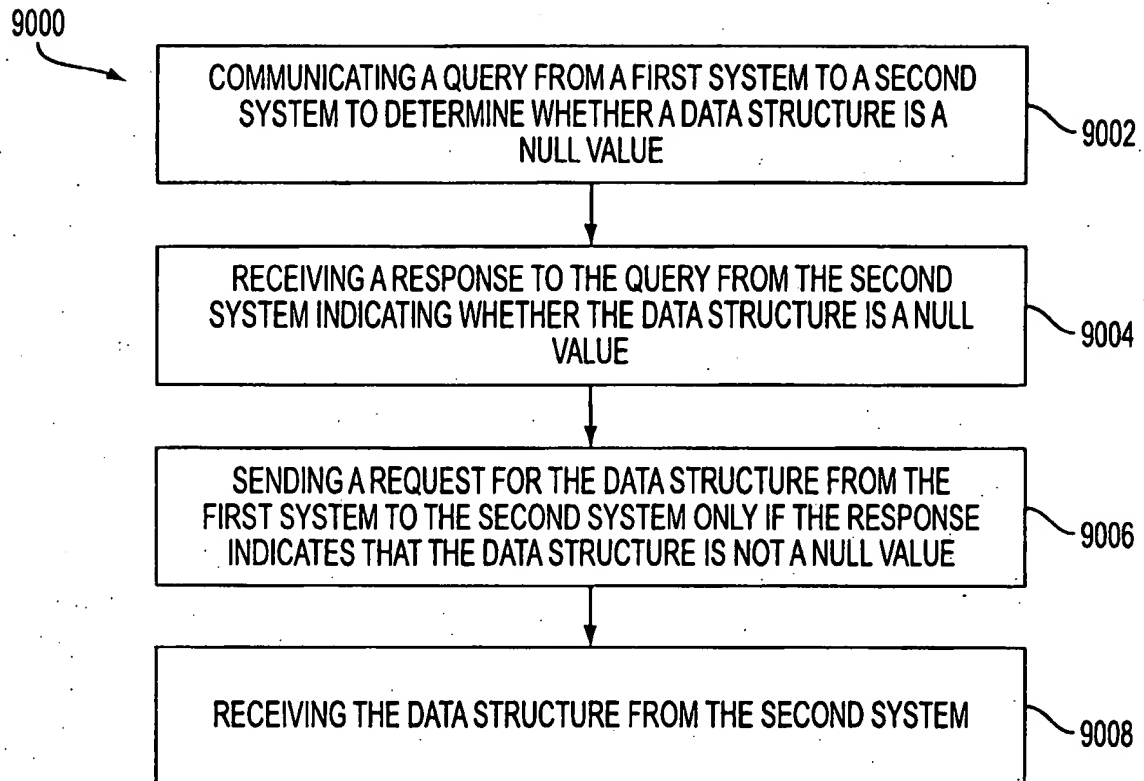 9000
COMMUNICATING A QUERY FROM A FIRST SYSTEM TO A SECOND
SYSTEM TO DETERMINE WHETHER A DATA STRUCTURE IS A
NULL VALUE
9002
RECEIVING A RESPONSE TO THE QUERY FROM THE SECOND
SYSTEM INDICATING WHETHER THE DATA STRUCTURE IS A NULL
VALUE
9004
SENDING A REQUEST FOR THE DATA STRUCTURE FROM THE
FIRST SYSTEM TO THE SECOND SYSTEM ONLY IF THE RESPONSE
INDICATES THAT THE DATA STRUCTURE IS NOT A NULL VALUE
9006
RECEIVING THE DATA STRUCTURE FROM THE SECOND SYSTEM
9008